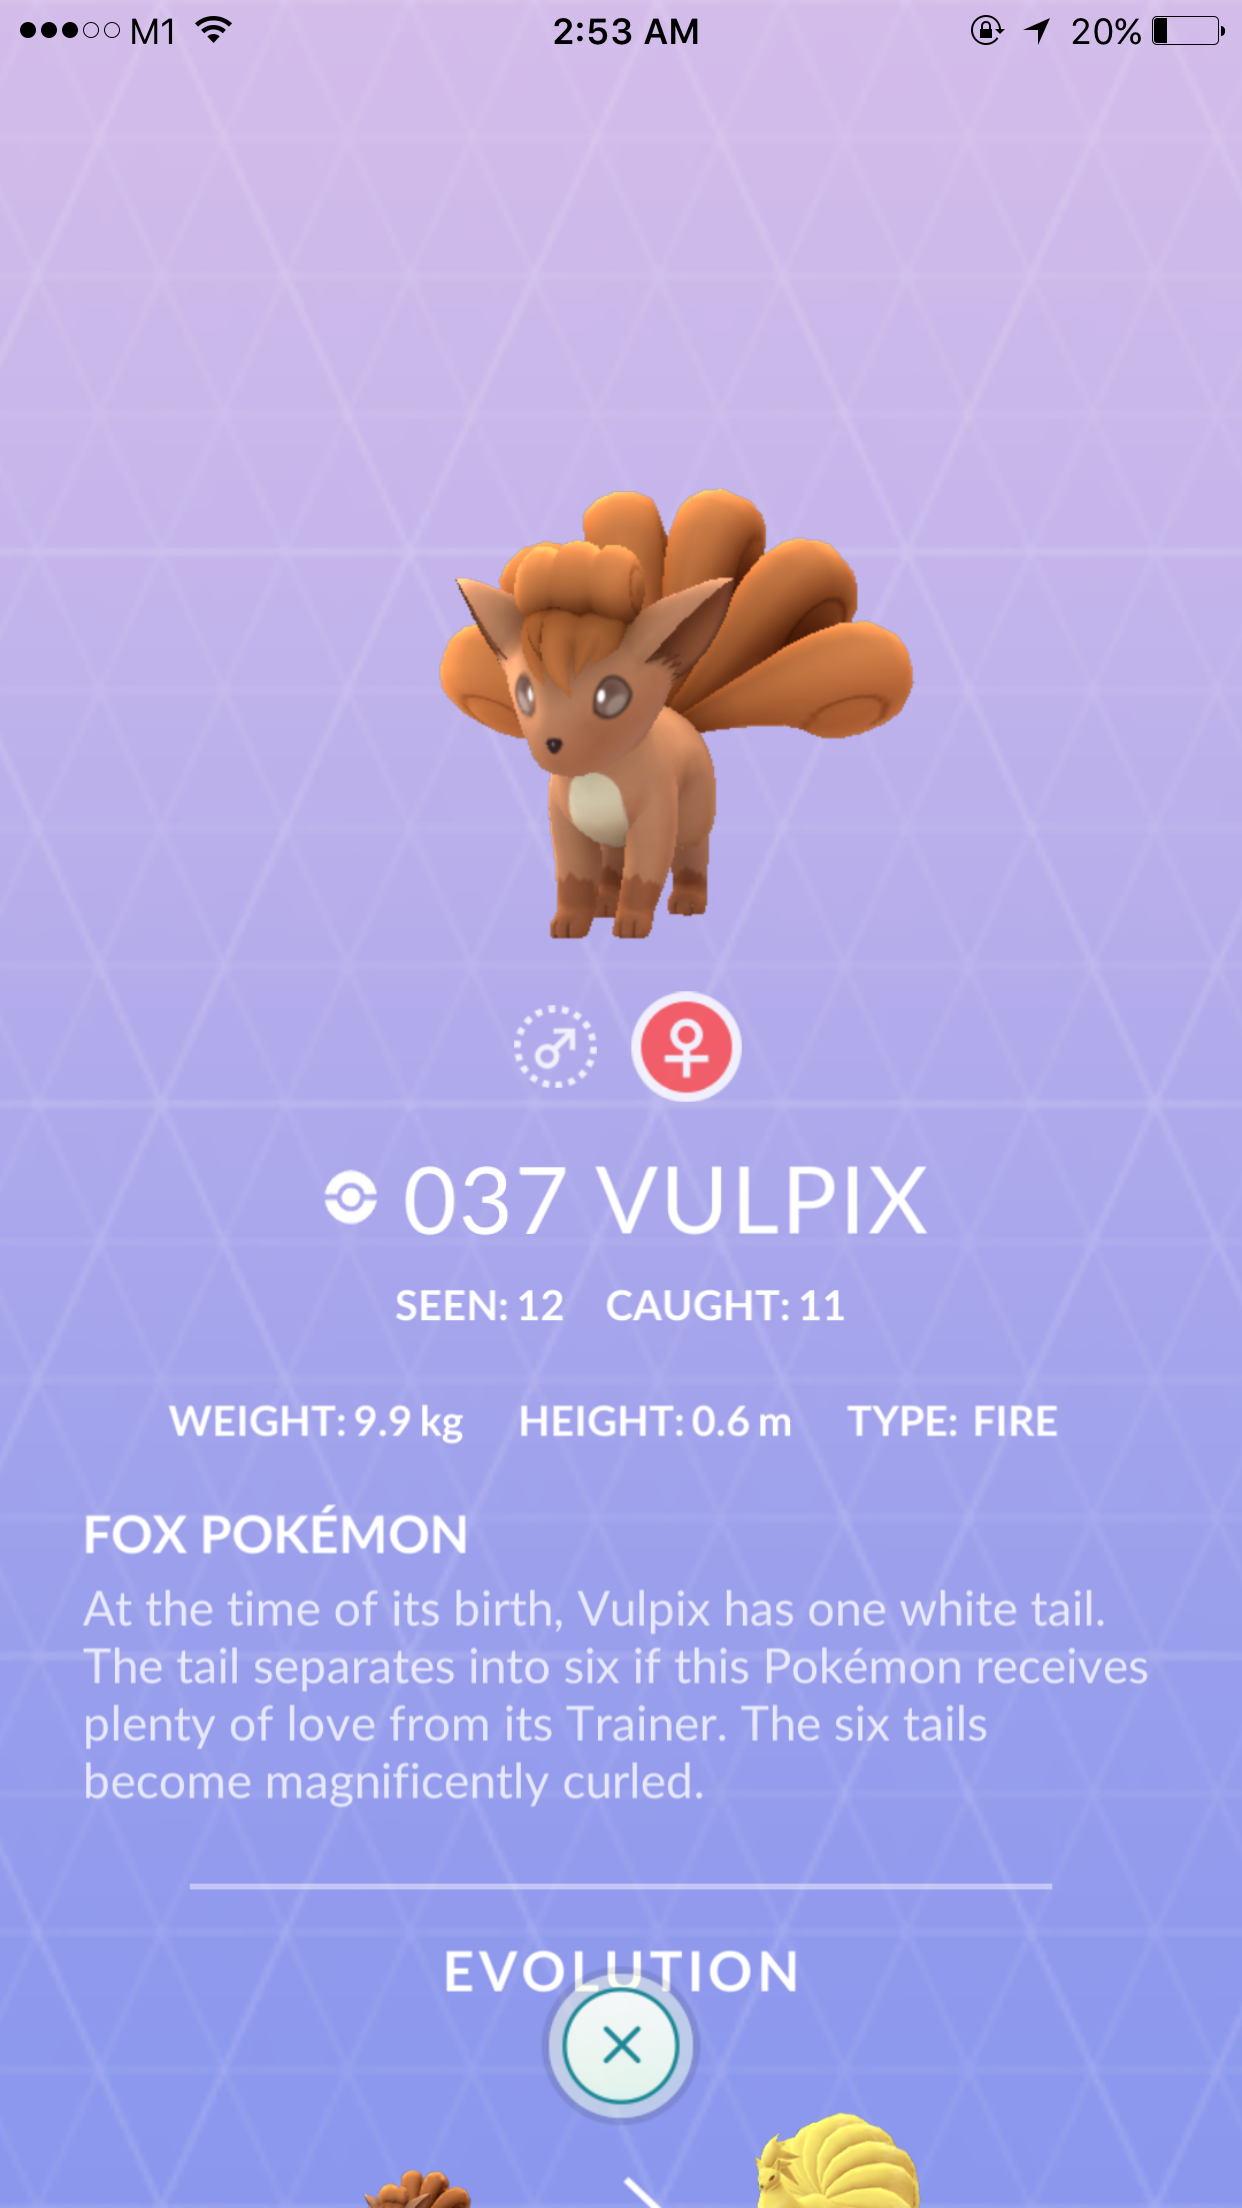 M1 2:53 AM 20%
037 VULPIX
SEEN: 12 CAUGHT: 11
WEIGHT: 9.9 kg HEIGHT: 0.6 m TYPE: FIRE
FOX POKÉMON
At the time of its birth, Vulpix has one white tail.
The tail separates into six if this Pokémon receives
plenty of love from its Trainer. The six tails
become magnificently curled.
EVOLUTION